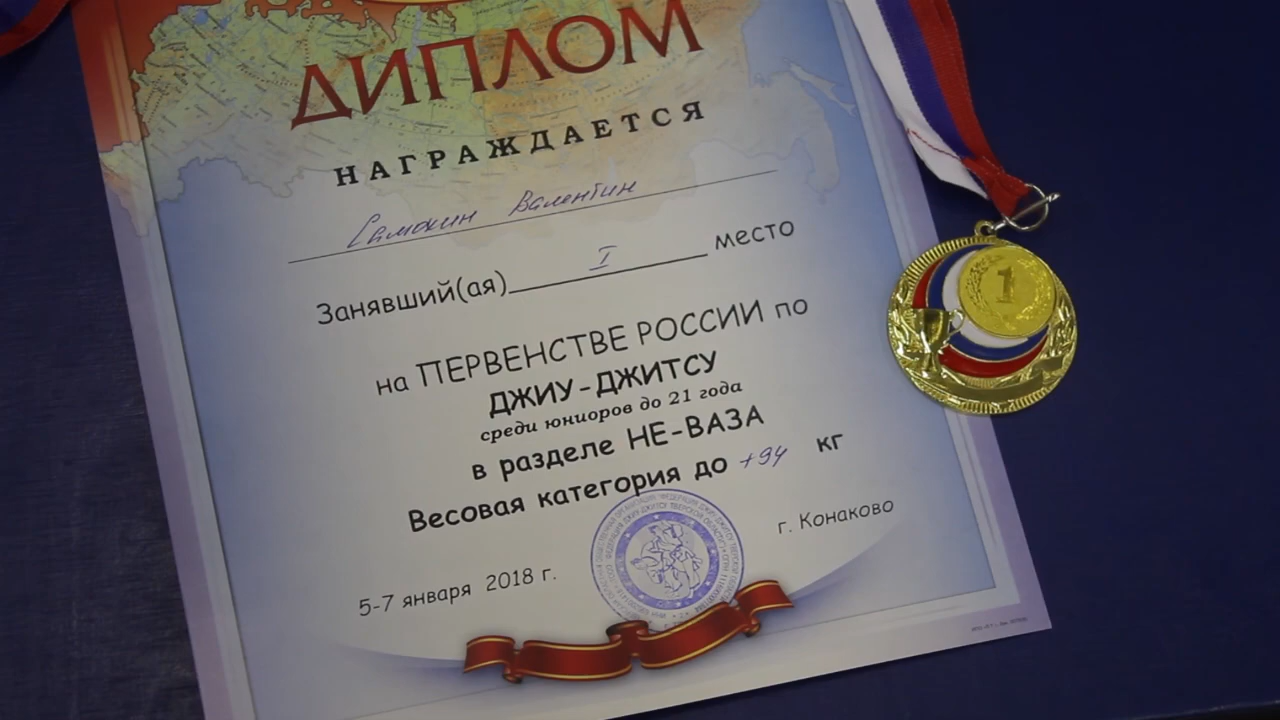 ДИПЛОМ
НАГРАЖДАЕТСЯ
Самохин Валентин
Занявший(ая) I место
на ПЕРВЕНСТВЕ РОССИИ по
ДЖИУ-ДЖИТСУ
среди юниоров до 21 года
в разделе НЕ-ВАЗА
Весовая категория до +94 кг
г. Конаково
5-7 января 2018 г.
1